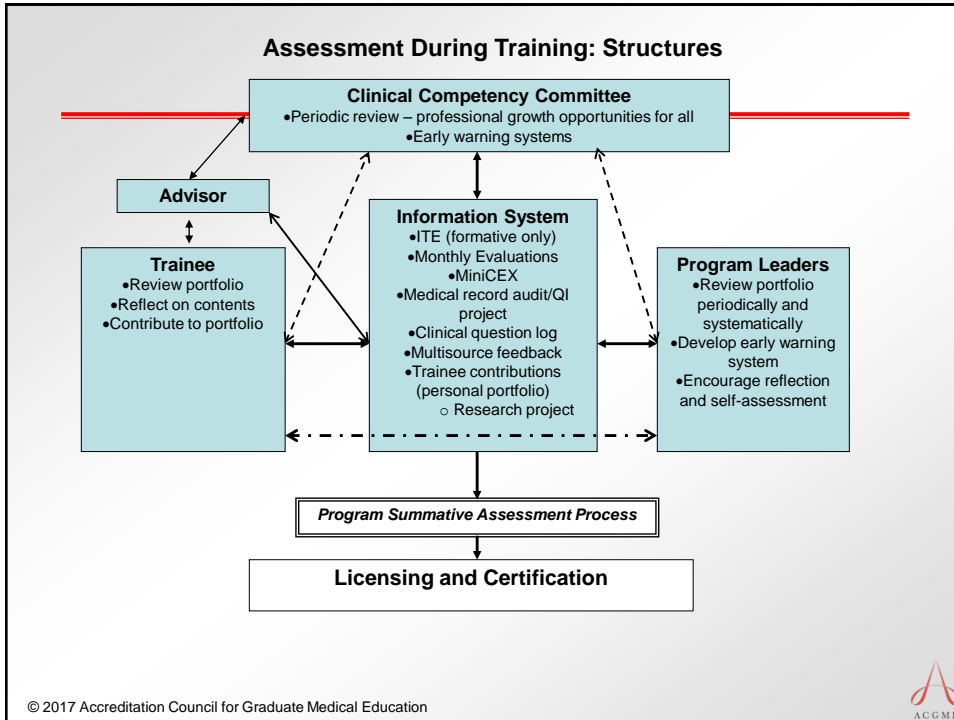 Assessment During Training: Structures
Clinical Competency Committee
•Periodic review – professional growth opportunities for all
•Early warning systems
Advisor
Trainee
•Review portfolio
•Reflect on contents
•Contribute to portfolio
Information System
•ITE (formative only)
•Monthly Evaluations
•MiniCEX
•Medical record audit/QI
project
•Clinical question log
•Multisource feedback
•Trainee contributions
(personal portfolio)
o Research project
Program Leaders
•Review portfolio
periodically and
systematically
•Develop early warning
system
•Encourage reflection
and self-assessment
Program Summative Assessment Process
Licensing and Certification
© 2017 Accreditation Council for Graduate Medical Education
ACGME